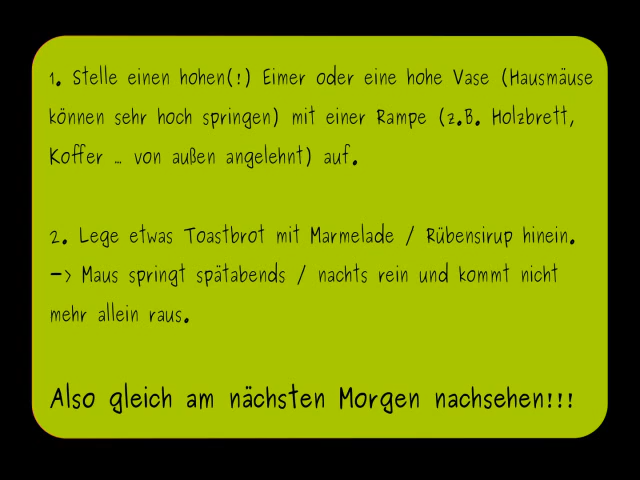 1. Stelle einen hohen(!) Eimer oder eine hohe Vase (Hausmäuse
können sehr hoch springen) mit einer Rampe (z.B. Holzbrett,
Koffer ... von außen angelehnt) auf.
2. Lege etwas Toastbrot mit Marmelade / Rübensirup hinein.
-> Maus springt spätabends / nachts rein und kommt nicht
mehr allein raus.
Also gleich am nächsten Morgen nachsehen!!!